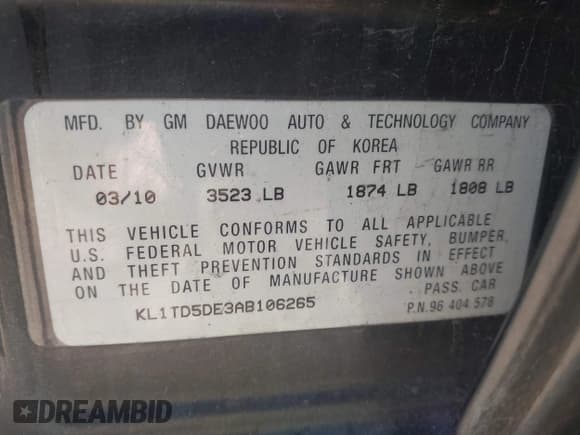 MFD. BY GM DAEWOO AUTO & TECHNOLOGY COMPANY
REPUBLIC OF KOREA
DATE GVWR GAWR FRT GAWR RR
03/10 3523 LB 1874 LB 1808 LB
THIS VEHICLE CONFORMS TO ALL APPLICABLE
U.S. FEDERAL MOTOR VEHICLE SAFETY, BUMPER,
AND THEFT PREVENTION STANDARDS IN EFFECT
ON THE DATE OF MANUFACTURE SHOWN ABOVE
PASS. CAR
KL1TD5DE3AB106265
P.N.96 404 578
DREAMBID